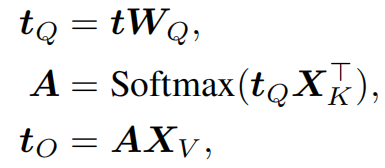 t_Q = tW_Q,
A = Softmax(t_Q X_K^⊤),
t_O = AX_V,